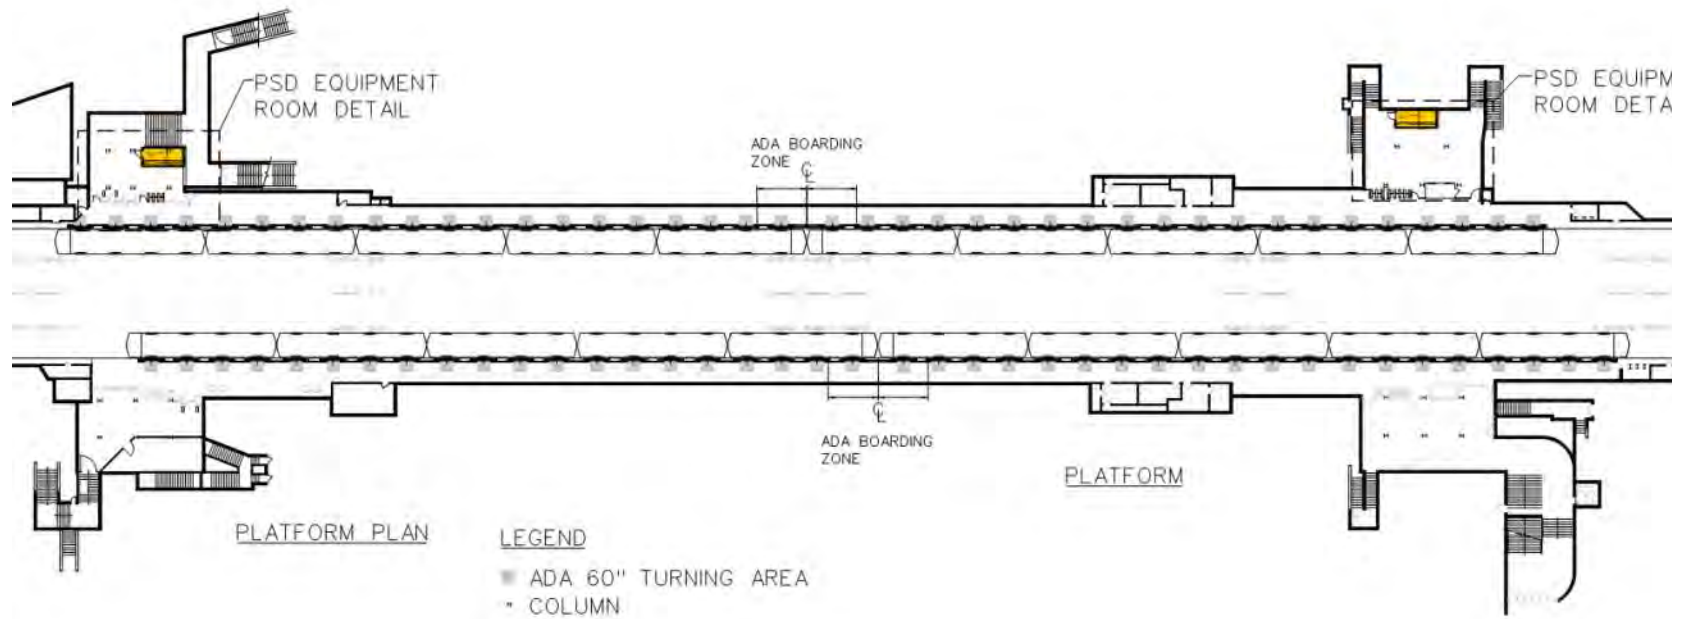 PSD EQUIPMENT
ROOM DETAIL
PSD EQUIPM
ROOM DETA
ADA BOARDING
ZONE
℄
℄
ADA BOARDING
ZONE
PLATFORM
PLATFORM PLAN
LEGEND
ADA 60" TURNING AREA
COLUMN